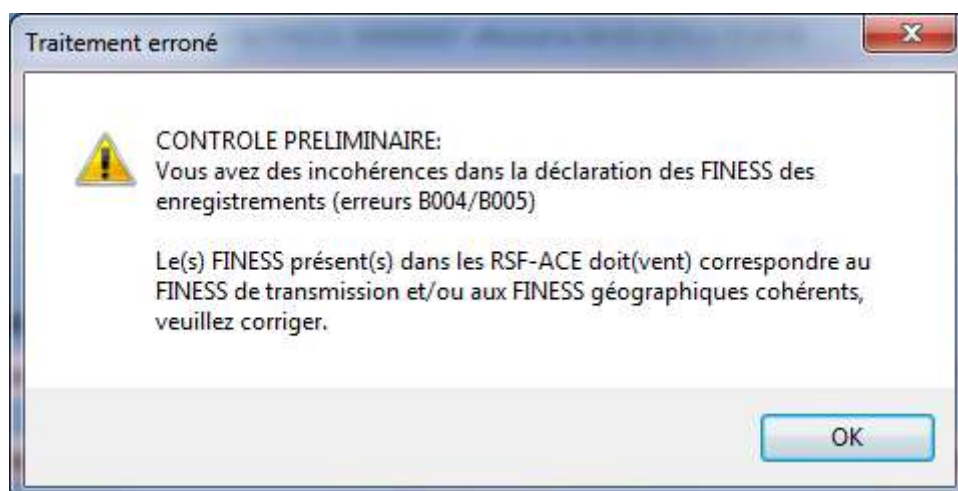 Traitement erroné
CONTROLE PRELIMINAIRE:
Vous avez des incohérences dans la déclaration des FINESS des
enregistrements (erreurs B004/B005)
Le(s) FINESS présent(s) dans les RSF-ACE doit(vent) correspondre au
FINESS de transmission et/ou aux FINESS géographiques cohérents,
veuillez corriger.
OK